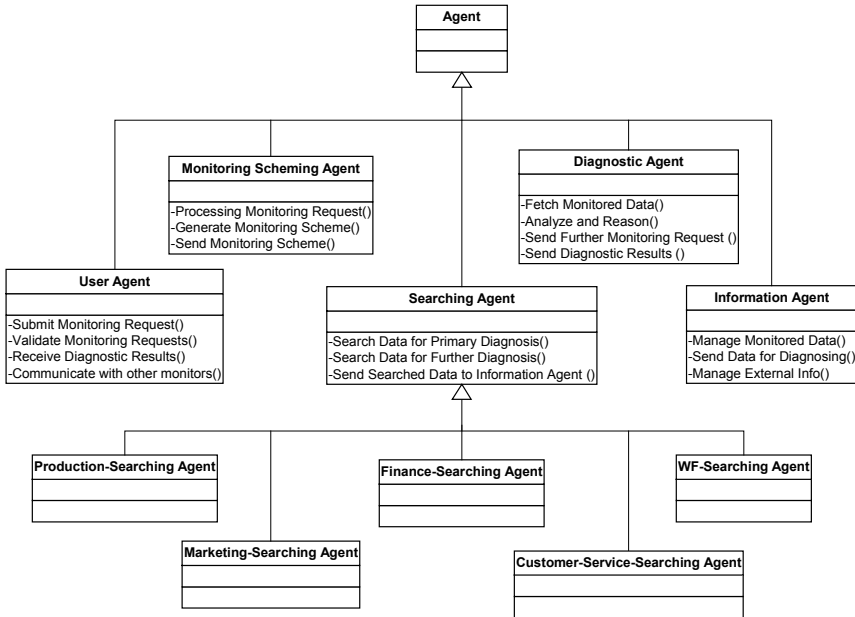 Agent
Monitoring Scheming Agent
-Processing Monitoring Request()
-Generate Monitoring Scheme()
-Send Monitoring Scheme()
Diagnostic Agent
-Fetch Monitored Data()
-Analyze and Reason()
-Send Further Monitoring Request ()
-Send Diagnostic Results ()
User Agent
-Submit Monitoring Request()
-Validate Monitoring Requests()
-Receive Diagnostic Results()
-Communicate with other monitors()
Searching Agent
-Search Data for Primary Diagnosis()
-Search Data for Further Diagnosis()
-Send Searched Data to Information Agent ()
Information Agent
-Manage Monitored Data()
-Send Data for Diagnosing()
-Manage External Info()
Production-Searching Agent
Finance-Searching Agent
WF-Searching Agent
Marketing-Searching Agent
Customer-Service-Searching Agent